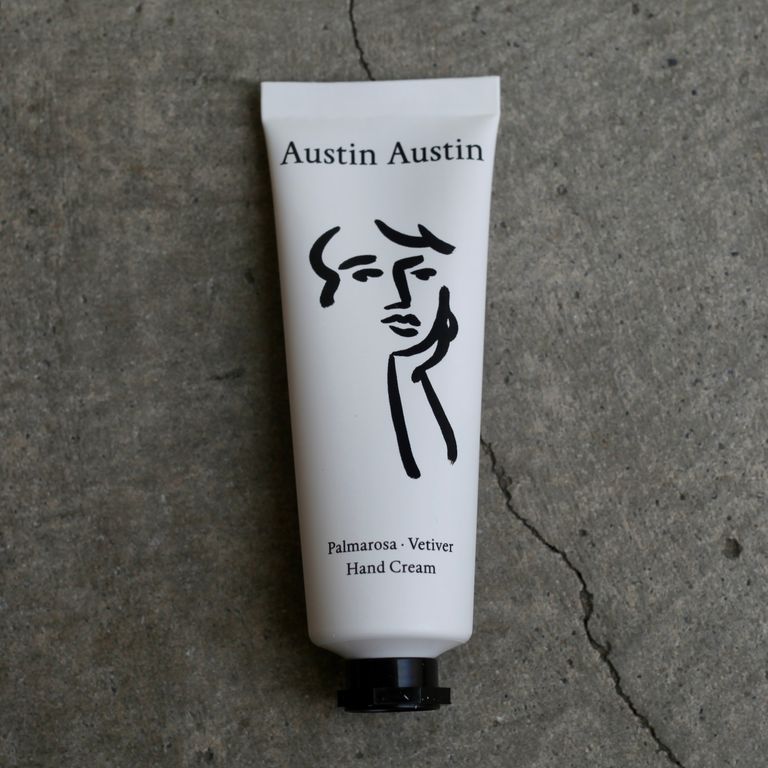 Austin Austin
Palmarosa · Vetiver
Hand Cream